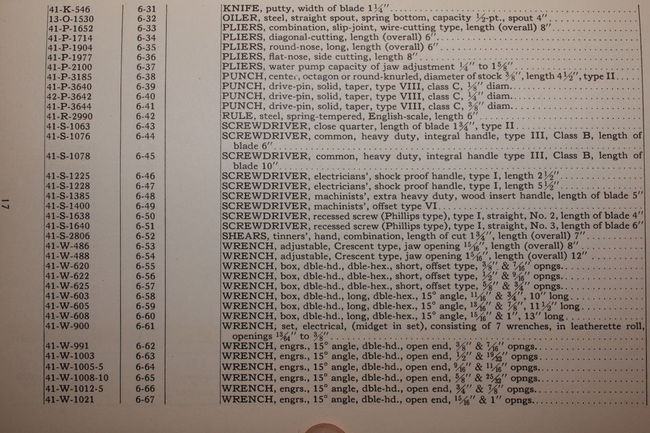 41-K-546 6-31 KNIFE, putty, width of blade 1¼″
13-O-1530 6-32 OILER, steel, straight spout, spring bottom, capacity ½-pt., spout 4″
41-P-1652 6-33 PLIERS, combination, slip-joint, wire-cutting type, length (overall) 8″
41-P-1714 6-34 PLIERS, diagonal-cutting, length (overall) 6″
41-P-1904 6-35 PLIERS, round-nose, long, length (overall) 6″
41-P-1977 6-36 PLIERS, flat-nose, side cutting, length 8″
41-P-2100 6-37 PLIERS, water pump capacity of jaw adjustment ¼″ to 1⅝″
41-P-3185 6-38 PUNCH, center, octagon or round-knurled, diameter of stock ⅜″, length 4½″, type II
41-P-3640 6-39 PUNCH, drive-pin, solid, taper, type VIII, class C, ⅛″ diam.
42-P-3642 6-40 PUNCH, drive-pin, solid, taper, type VIII, class C, ¼″ diam.
41-P-3644 6-41 PUNCH, drive-pin, solid, taper, type VIII, class C, ⅜″ diam.
41-R-2990 6-42 RULE, steel, spring-tempered, English-scale, length 6″
41-S-1063 6-43 SCREWDRIVER, close quarter, length of blade 1¾″, type II
41-S-1076 6-44 SCREWDRIVER, common, heavy duty, integral handle, type III, Class B, length of
blade 6″
41-S-1078 6-45 SCREWDRIVER, common, heavy duty, integral handle type III, Class B, length of
blade 10″
41-S-1225 6-46 SCREWDRIVER, electricians', shock proof handle, type I, length 2½″
41-S-1228 6-47 SCREWDRIVER, electricians', shock proof handle, type I, length 5½″
41-S-1385 6-48 SCREWDRIVER, machinists', extra heavy duty, wood insert handle, length of blade 5″
41-S-1400 6-49 SCREWDRIVER, machinists', offset type VI
41-S-1638 6-50 SCREWDRIVER, recessed screw (Phillips type), type I, straight, No. 2, length of blade 4″
41-S-1640 6-51 SCREWDRIVER, recessed screw (Phillips type), type I, straight, No. 3, length of blade 6″
41-S-2806 6-52 SHEARS, tinners', hand, combination, length of cut 1¾″, length (overall) 7″
41-W-486 6-53 WRENCH, adjustable, Crescent type, jaw opening 15/16″, length (overall) 8″
41-W-488 6-54 WRENCH, adjustable, Crescent type, jaw opening 15/16″, length (overall) 12″
41-W-620 6-55 WRENCH, box, dble-hd., dble-hex., short, offset type, ⅜″ & 7/16″ opngs.
41-W-622 6-56 WRENCH, box, dble-hd., dble-hex., short, offset type, ½″ & 9/16″ opngs.
41-W-625 6-57 WRENCH, box, dble-hd., dble-hex., short, offset type, ⅝″ & ¾″ opngs.
41-W-603 6-58 WRENCH, box, dble-hd., long, dble-hex., 15° angle, 11/16″ & ¾″, 10″ long
41-W-605 6-59 WRENCH, box, dble-hd., long, dble-hex., 15° angle, 13/16″ & ⅞″, 11½″ long
41-W-608 6-60 WRENCH, box, dble-hd., long, dble-hex., 15° angle, 15/16″ & 1″, 13″ long
41-W-900 6-61 WRENCH, set, electrical, (midget in set), consisting of 7 wrenches, in leatherette roll,
openings 13/64″ to ⅜″
41-W-991 6-62 WRENCH, engrs., 15° angle, dble-hd., open end, ⅜″ & 7/16″ opngs.
41-W-1003 6-63 WRENCH, engrs., 15° angle, dble-hd., open end, ½″ & 19/32″ opngs.
41-W-1005-5 6-64 WRENCH, engrs., 15° angle, dble-hd., open end, 9/16″ & 11/16″ opngs.
41-W-1008-10 6-65 WRENCH, engrs., 15° angle, dble-hd., open end, ⅝″ & 25/32″ opngs.
41-W-1012-5 6-66 WRENCH, engrs., 15° angle, dble-hd., open end, ¾″ & ⅞″ opngs.
41-W-1021 6-67 WRENCH, engrs., 15° angle, dble-hd., open end, 15/16″ & 1″ opngs.
17